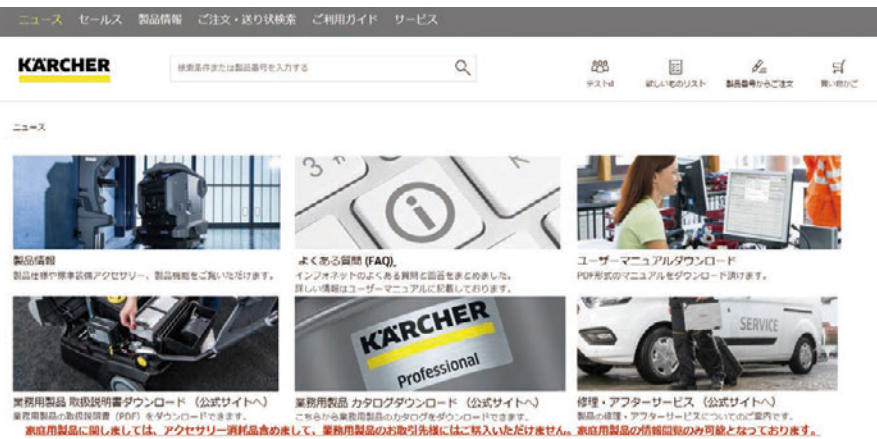 ニュース セールス 製品情報 ご注文・送り状検索 ご利用ガイド サービス
KÄRCHER
検索条件または製品番号を入力する
テストid 欲しいものリスト 製品番号からご注文 買い物かご
ニュース
製品情報
製品仕様や標準装備アクセサリー、製品機能をご覧いただけます。
よくある質問 (FAQ)。
インフォネットのよくある質問と回答をまとめました。
詳しい情報はユーザーマニュアルに記載しております。
ユーザーマニュアルダウンロード
PDF形式のマニュアルをダウンロード頂けます。
KÄRCHER
Professional
SERVICE
業務用製品 取扱説明書ダウンロード （公式サイトへ）
業務用製品の取扱説明書（PDF）をダウンロードできます。
業務用製品 カタログダウンロード （公式サイトへ）
こちらから業務用製品のカタログをダウンロードできます。
修理・アフターサービス （公式サイトへ）
製品の修理・アフターサービスについてのご案内です。
家庭用製品に関しましては、アクセサリー消耗品含めまして、業務用製品のお取引先様にはご購入いただけません。家庭用製品の情報閲覧のみ可能となっております。